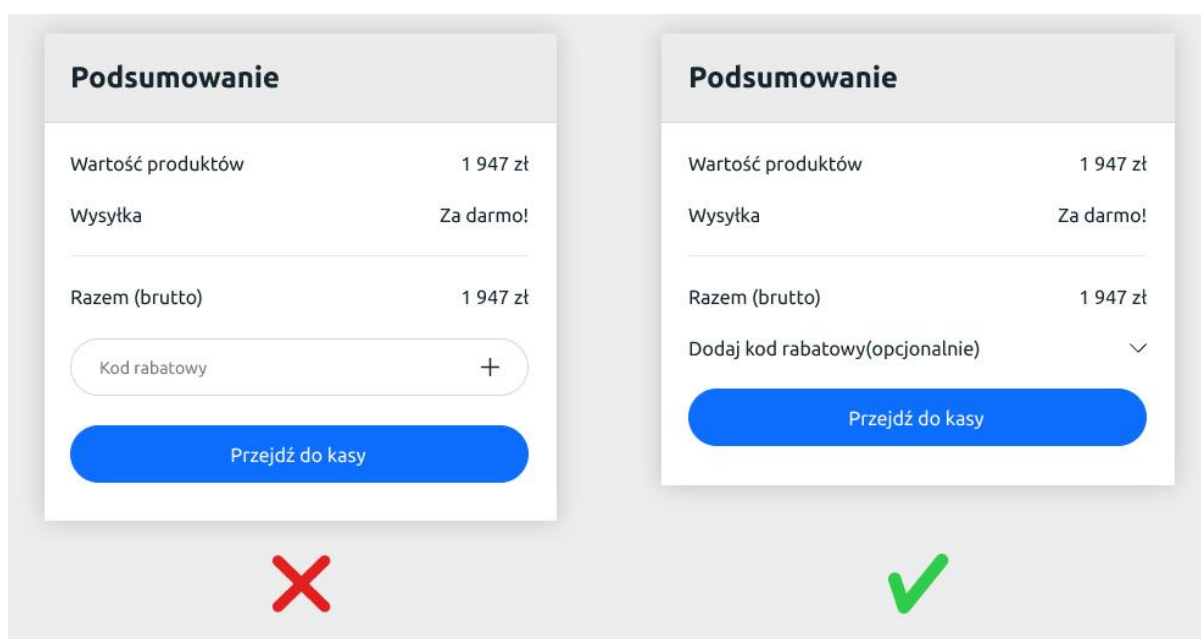 Podsumowanie
Wartość produktów 1 947 zł
Wysyłka Za darmo!
Razem (brutto) 1 947 zł
Kod rabatowy +
Przejdź do kasy
Podsumowanie
Wartość produktów 1 947 zł
Wysyłka Za darmo!
Razem (brutto) 1 947 zł
Dodaj kod rabatowy(opcjonalnie)
Przejdź do kasy